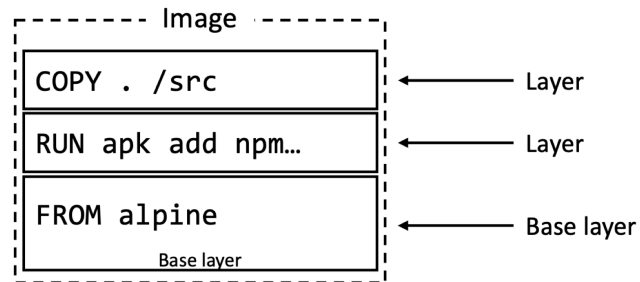 Image
COPY . /src
Layer
RUN apk add npm…
Layer
FROM alpine
Base layer
Base layer